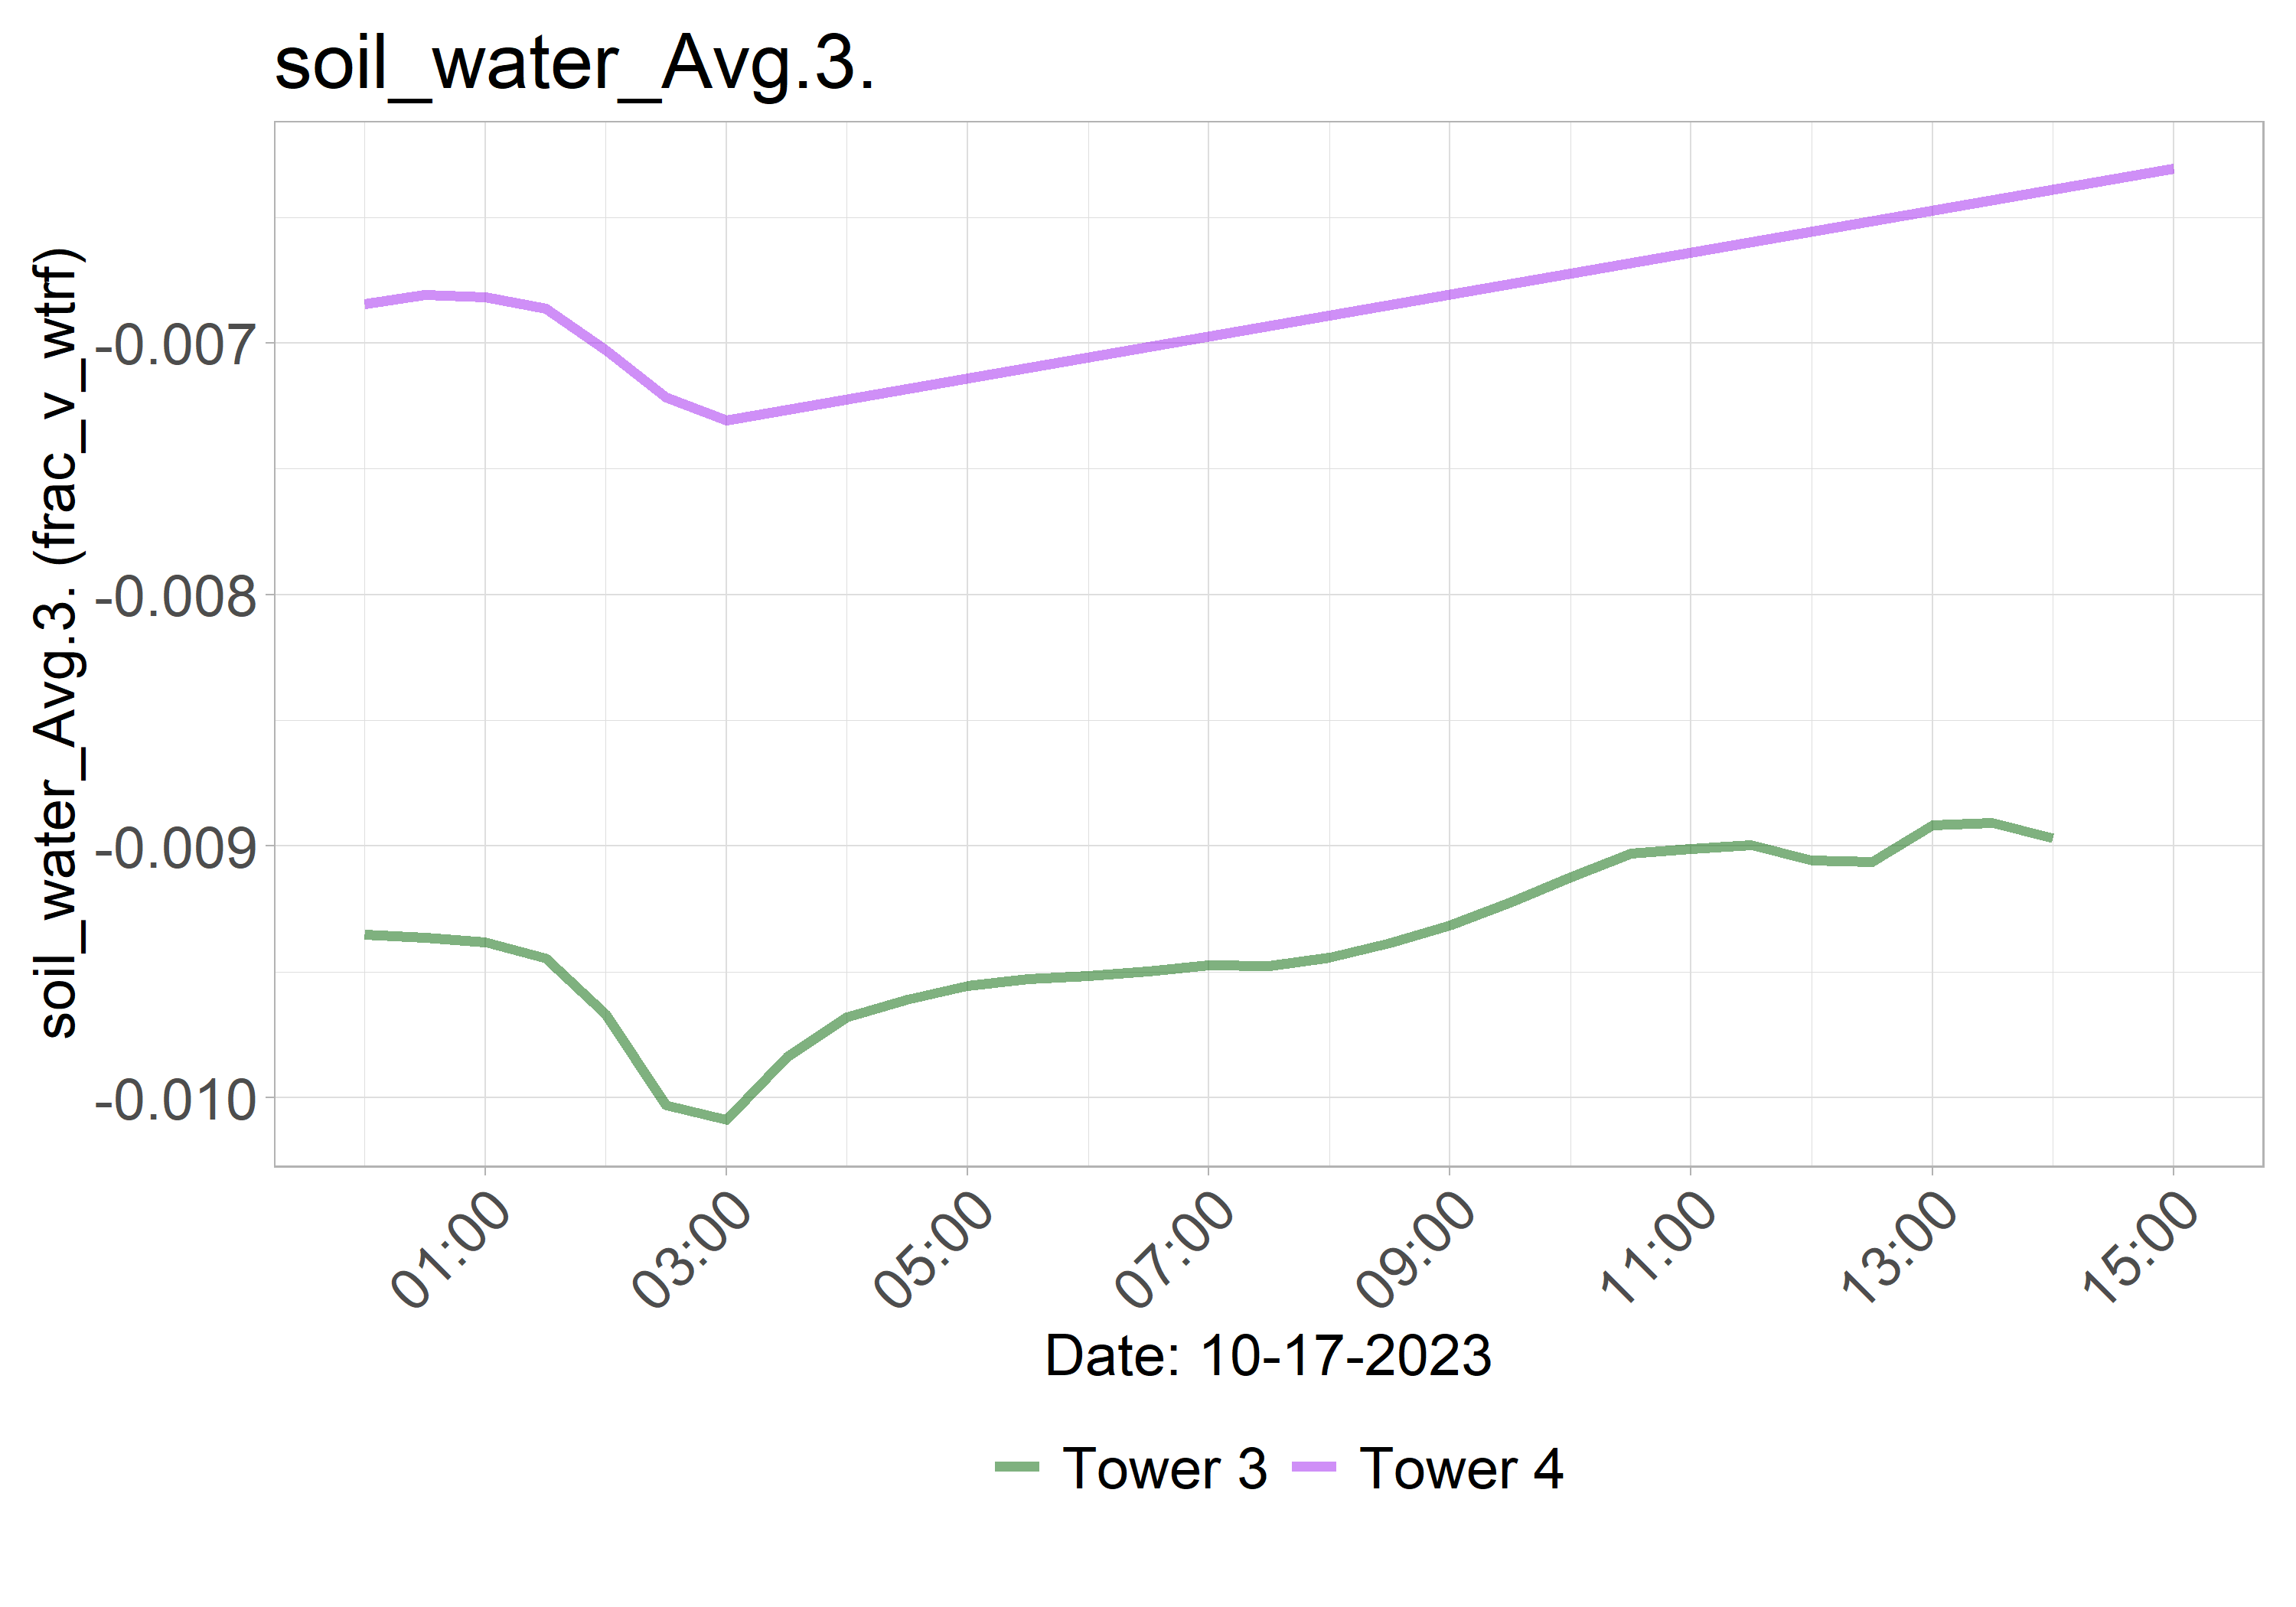 soil_water_Avg.3.
soil_water_Avg.3. (frac_v_wtrf)
-0.007
-0.008
-0.009
-0.010
01:00
03:00
05:00
07:00
09:00
11:00
13:00
15:00
Date: 10-17-2023
Tower 3
Tower 4